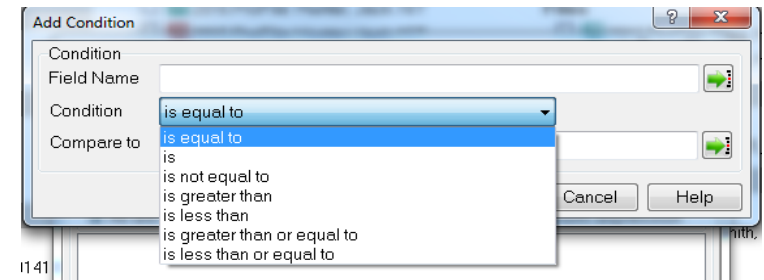 Add Condition
?
Condition
Field Name
Condition
is equal to
Compare to
is equal to
is
is not equal to
is greater than
is less than
is greater than or equal to
is less than or equal to
Cancel
Help
141